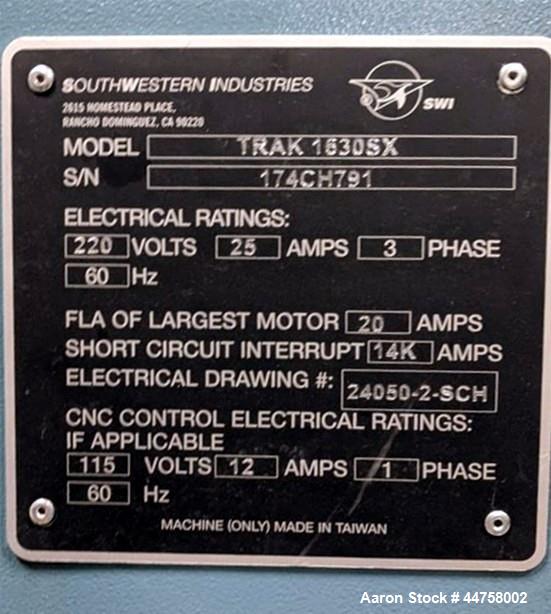 SOUTHWESTERN INDUSTRIES
2615 HOMESTEAD PLACE,
RANCHO DOMINGUEZ, CA 90220
SWI
MODEL TRAK 1630SX
S/N 174CH791
ELECTRICAL RATINGS:
220 VOLTS 25 AMPS 3 PHASE
60 Hz
FLA OF LARGEST MOTOR 20 AMPS
SHORT CIRCUIT INTERRUPT 14K AMPS
ELECTRICAL DRAWING #: 24050-2-SCH
CNC CONTROL ELECTRICAL RATINGS:
IF APPLICABLE
115 VOLTS 12 AMPS 1 PHASE
60 Hz
MACHINE (ONLY) MADE IN TAIWAN
Aaron Stock # 44758002